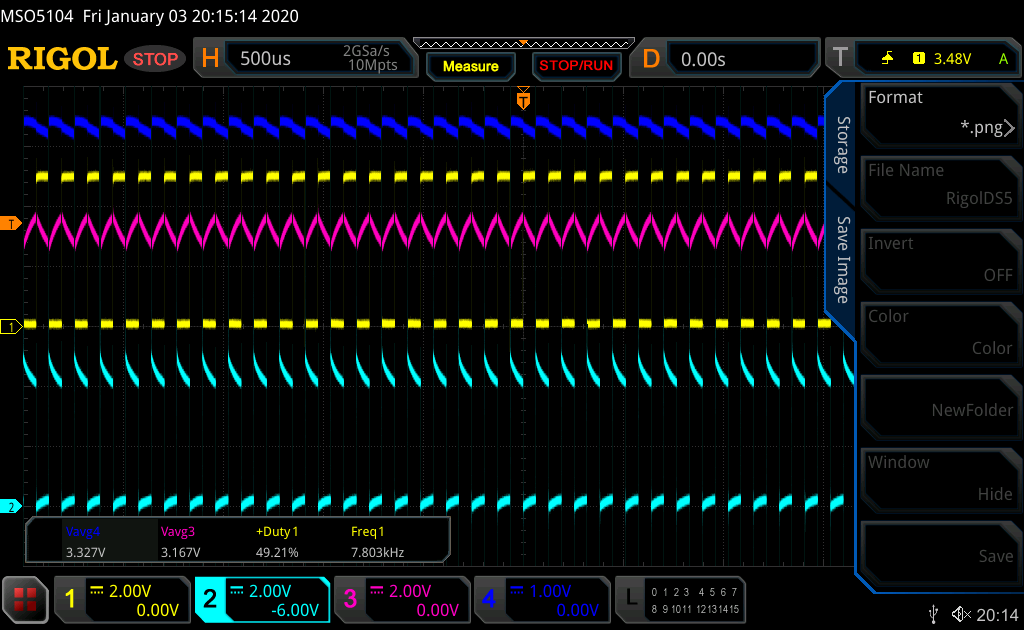 MSO5104 Fri January 03 20:15:14 2020
RIGOL STOP H 500us 2GSa/s 10Mpts Measure STOP/RUN D 0.00s T 1 3.48V A
T
Storage
Save Image
Format
*.png
File Name
RigolDS5
Invert
OFF
Color
Color
NewFolder
Window
Hide
Save
T
1
2
Vavg4 Vavg3 +Duty1 Freq1
3.327V 3.167V 49.21% 7.803kHz
1 2.00V 0.00V
2 2.00V -6.00V
3 2.00V 0.00V
4 1.00V 0.00V
L 0 1 2 3 4 5 6 7
8 9 10 11 12 13 14 15
20:14